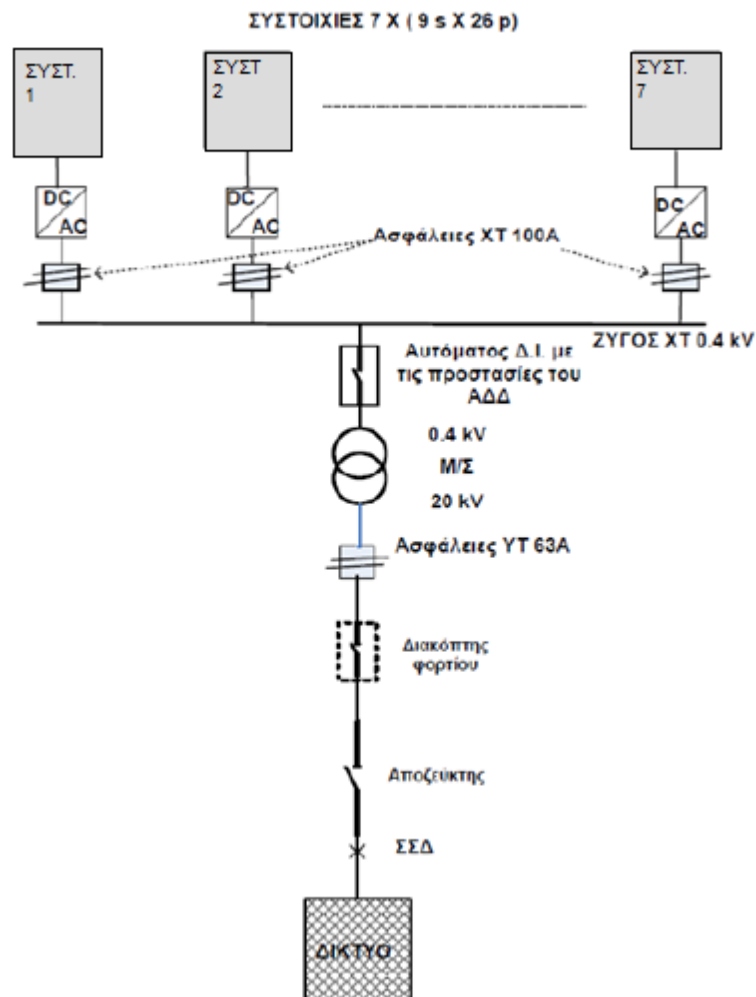 ΣΥΣΤΟΙΧΙΕΣ 7 Χ ( 9 s X 26 p)
ΣΥΣΤ.
1
ΣΥΣΤ
2
ΣΥΣΤ.
7
DC
AC
DC
AC
DC
AC
Ασφάλειες ΧΤ 100Α
ΖΥΓΟΣ ΧΤ 0.4 kV
Αυτόματος Δ.Ι. με
τις προστασίες του
ΑΔΔ
0.4 kV
Μ/Σ
20 kV
Ασφάλειες ΥΤ 63Α
Διακόπτης
φορτίου
Αποζεύκτης
ΣΣΔ
ΔΙΚΤΥΟ